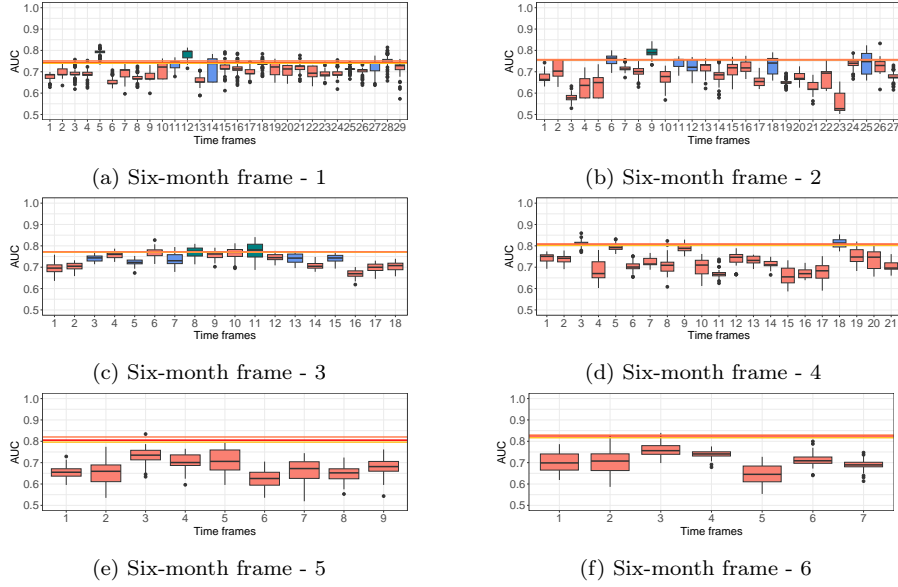 1.0
0.9
0.8
0.7
0.6
0.5
AUC
1 2 3 4 5 6 7 8 9 10 11 12 13 14 15 16 17 18 19 20 21 22 23 24 25 26 27 28 29
Time frames
(a) Six-month frame - 1
1.0
0.9
0.8
0.7
0.6
0.5
AUC
1 2 3 4 5 6 7 8 9 10 11 12 13 14 15 16 17 18 19 20 21 22 23 24 25 26 27
Time frames
(b) Six-month frame - 2
1.0
0.9
0.8
0.7
0.6
0.5
AUC
1 2 3 4 5 6 7 8 9 10 11 12 13 14 15 16 17 18
Time frames
(c) Six-month frame - 3
1.0
0.9
0.8
0.7
0.6
0.5
AUC
1 2 3 4 5 6 7 8 9 10 11 12 13 14 15 16 17 18 19 20 21
Time frames
(d) Six-month frame - 4
1.0
0.9
0.8
0.7
0.6
0.5
AUC
1 2 3 4 5 6 7 8 9
Time frames
(e) Six-month frame - 5
1.0
0.9
0.8
0.7
0.6
0.5
AUC
1 2 3 4 5 6 7
Time frames
(f) Six-month frame - 6